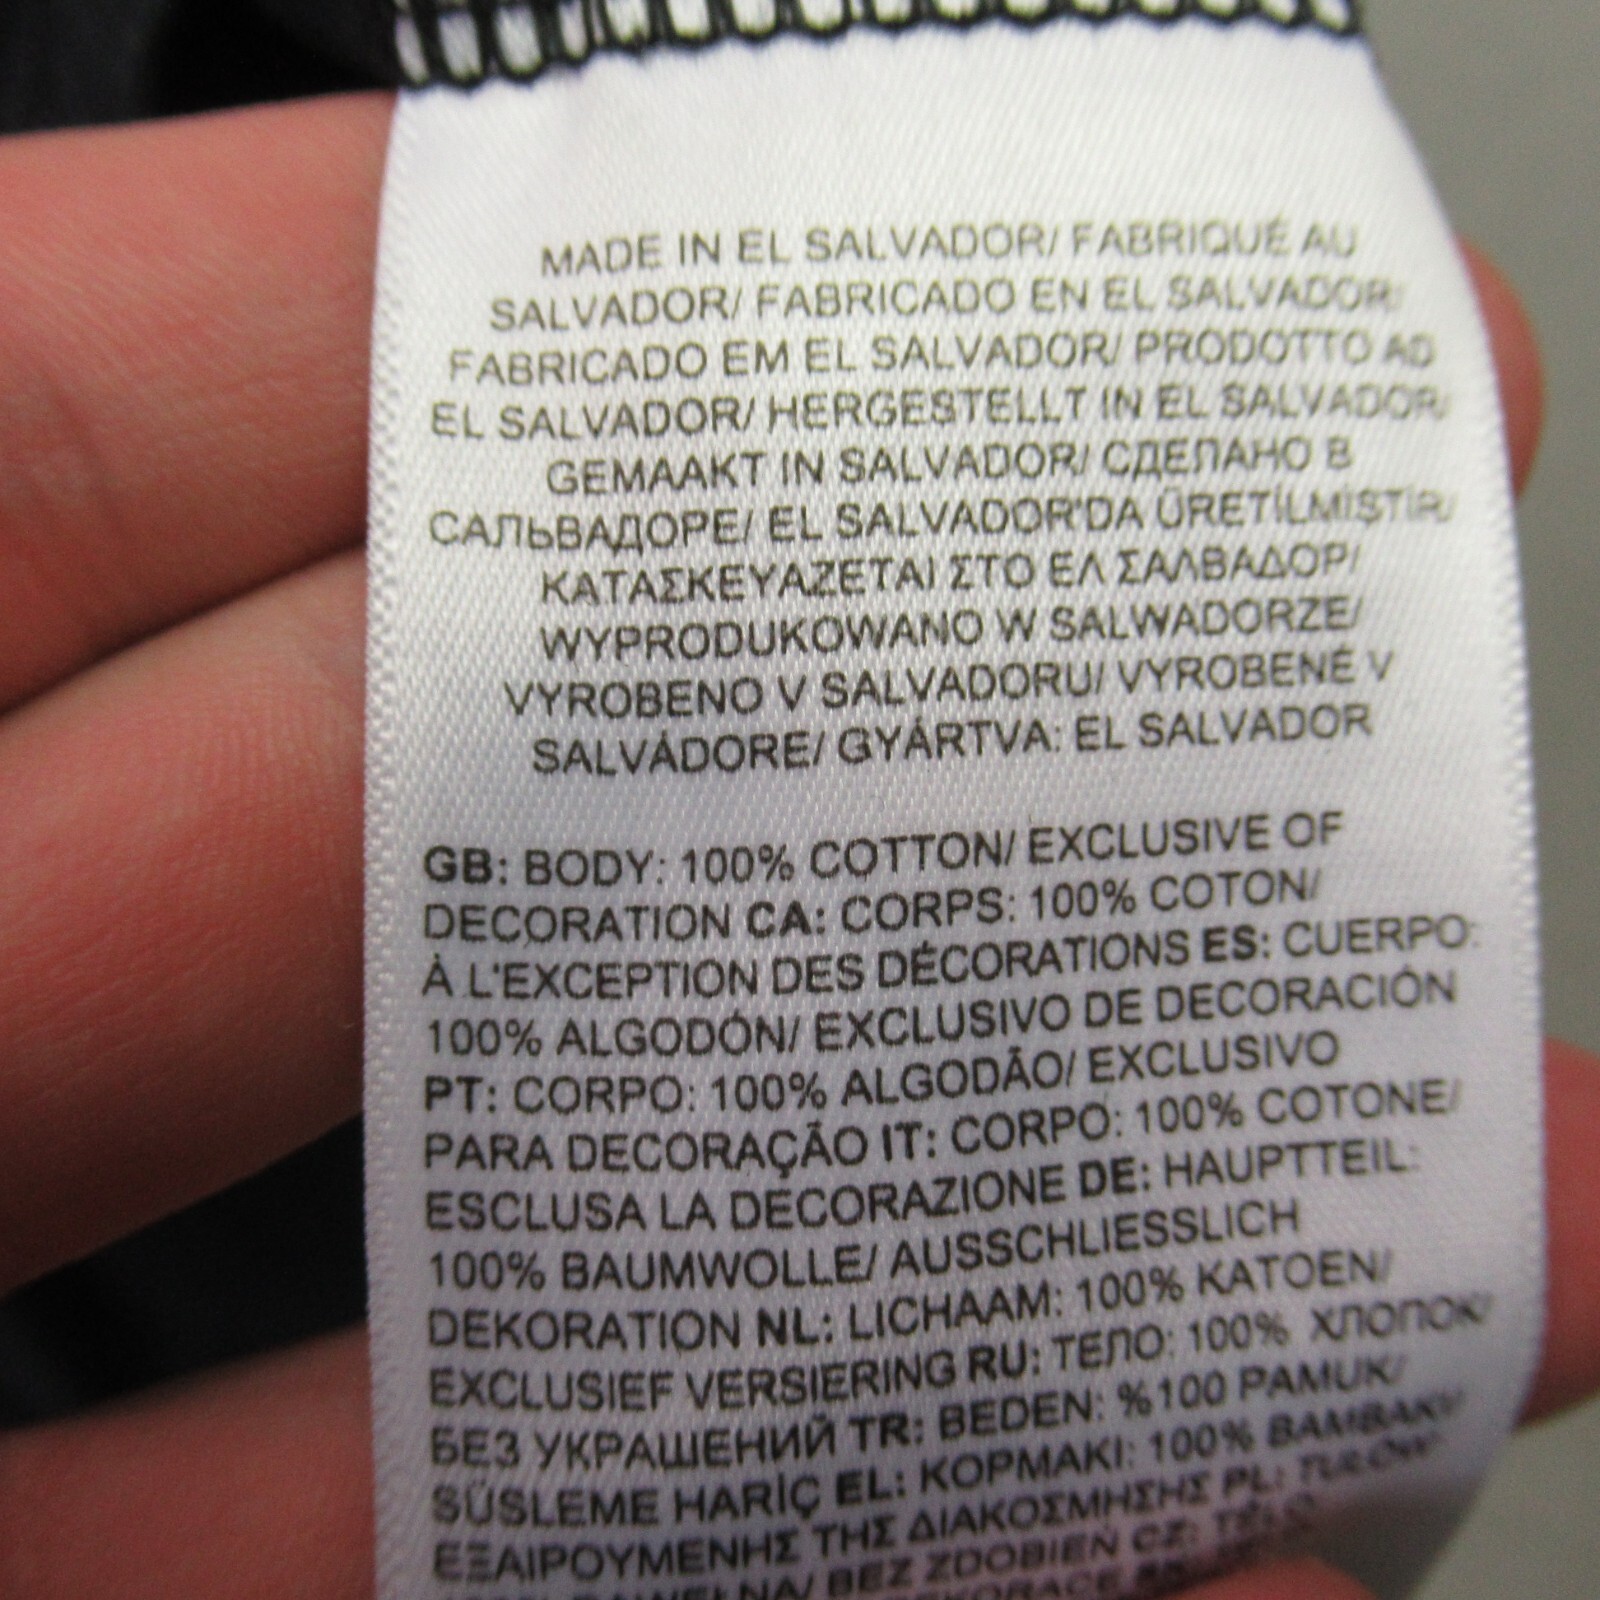 MADE IN EL SALVADOR/ FABRIQUÉ AU
SALVADOR/ FABRICADO EN EL SALVADOR/
FABRICADO EM EL SALVADOR/ PRODOTTO AD
EL SALVADOR/ HERGESTELLT IN EL SALVADOR/
GEMAAKT IN SALVADOR/ СДЕЛАНО В
САЛЬВАДОРЕ/ EL SALVADOR'DA ÜRETİLMİŞTİR/
ΚΑΤΑΣΚΕΥΑΖΕΤΑΙ ΣΤΟ ΕΛ ΣΑΛΒΑΔΟΡ/
WYPRODUKOWANO W SALWADORZE/
VYROBENO V SALVADORU/ VYROBENÉ V
SALVÁDORE/ GYÁRTVA: EL SALVADOR
GB: BODY: 100% COTTON/ EXCLUSIVE OF
DECORATION CA: CORPS: 100% COTON/
À L'EXCEPTION DES DÉCORATIONS ES: CUERPO:
100% ALGODÓN/ EXCLUSIVO DE DECORACIÓN
PT: CORPO: 100% ALGODÃO/ EXCLUSIVO
PARA DECORAÇÃO IT: CORPO: 100% COTONE/
ESCLUSA LA DECORAZIONE DE: HAUPTTEIL:
100% BAUMWOLLE/ AUSSCHLIESSLICH
DEKORATION NL: LICHAAM: 100% KATOEN/
EXCLUSIEF VERSIERING RU: ТЕЛО: 100% ХЛОПОК/
БЕЗ УКРАШЕНИЙ TR: BEDEN: %100 PAMUK/
SÜSLEME HARİÇ EL: ΚΟΡΜΑΚΙ: 100% ΒΑΜΒΑΚΙ/
ΕΞΑΙΡΟΥΜΕΝΗΣ ΤΗΣ ΔΙΑΚΟΣΜΗΣΗΣ PL: TUŁÓW:
BEZ ZDOBIEŃ CZ: TĚLO: